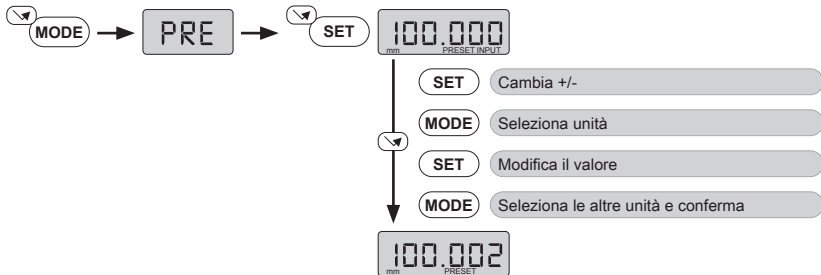 MODE PRE SET 100.000
mm PRESET INPUT
SET Cambia +/-
MODE Seleziona unità
SET Modifica il valore
MODE Seleziona le altre unità e conferma
100.002
mm PRESET